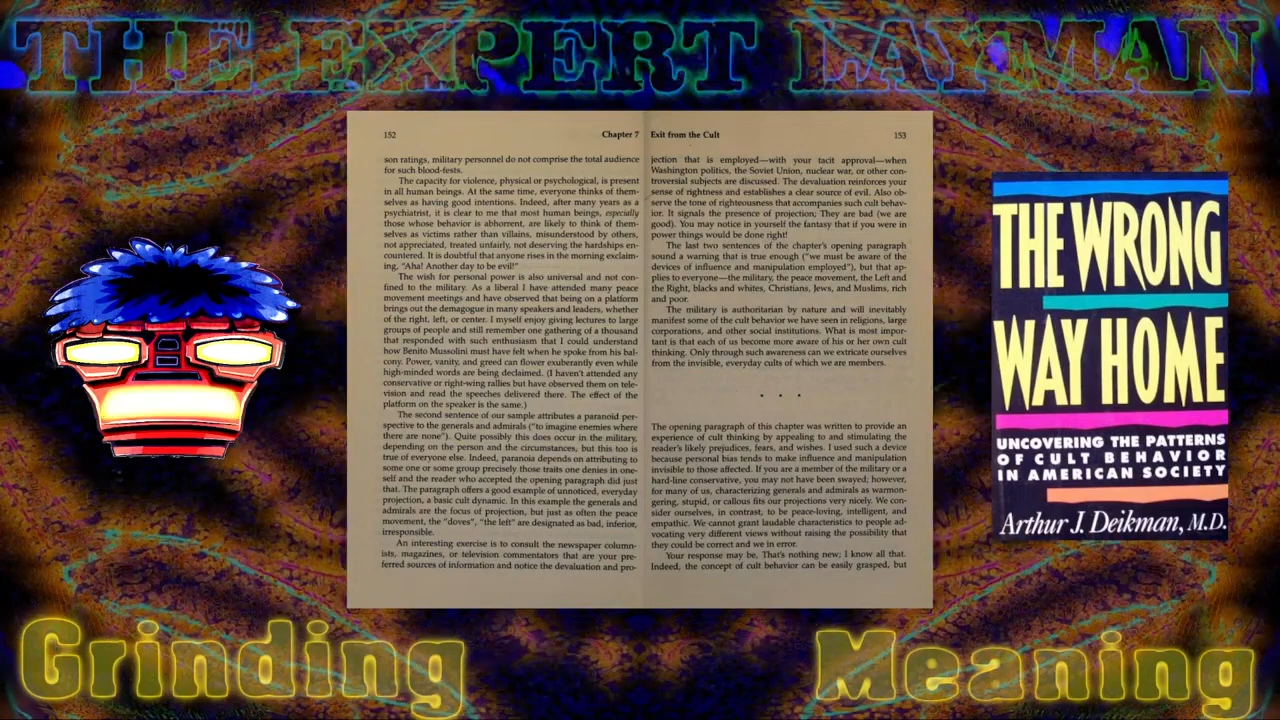 THE EXPERT LAYMAN
152
Chapter 7
son ratings, military personnel do not comprise the total audience
for such blood-fests.
The capacity for violence, physical or psychological, is present
in all human beings. At the same time, everyone thinks of them-
selves as having good intentions. Indeed, after many years as a
psychiatrist, it is clear to me that most human beings, especially
those whose behavior is abhorrent, are likely to think of them-
selves as victims rather than villains, misunderstood by others,
not appreciated, treated unfairly, not deserving the hardships en-
countered. It is doubtful that anyone rises in the morning exclaim-
ing, "Aha! Another day to be evil!"
The wish for personal power is also universal and not con-
fined to the military. As a liberal I have attended many peace
movement meetings and have observed that being on a platform
brings out the demagogue in many speakers and leaders, whether
of the right, left, or center. I myself enjoy giving lectures to large
groups of people and still remember one gathering of a thousand
that responded with such enthusiasm that I could understand
how Benito Mussolini must have felt when he spoke from his bal-
cony. Power, vanity, and greed can flower exuberantly even while
high-minded words are being declaimed. (I haven't attended any
conservative or right-wing rallies but have observed them on tele-
vision and read the speeches delivered there. The effect of the
platform on the speaker is the same.)
The second sentence of our sample attributes a paranoid per-
spective to the generals and admirals ("to imagine enemies where
there are none"). Quite possibly this does occur in the military,
depending on the person and the circumstances, but this too is
true of everyone else. Indeed, paranoia depends on attributing to
some one or some group precisely those traits one denies in one-
self and the reader who accepted the opening paragraph did just
that. The paragraph offers a good example of unnoticed, everyday
projection, a basic cult dynamic. In this example the generals and
admirals are the focus of projection, but just as often the peace
movement, the "doves", "the left" are designated as bad, inferior,
irresponsible.
An interesting exercise is to consult the newspaper column-
ists, magazines, or television commentators that are your pre-
ferred sources of information and notice the devaluation and pro-
Exit from the Cult
153
jection that is employed—with your tacit approval—when
Washington politics, the Soviet Union, nuclear war, or other con-
troversial subjects are discussed. The devaluation reinforces your
sense of rightness and establishes a clear source of evil. Also ob-
serve the tone of righteousness that accompanies such cult behav-
ior. It signals the presence of projection; They are bad (we are
good). You may notice in yourself the fantasy that if you were in
power things would be done right!
The last two sentences of the chapter's opening paragraph
sound a warning that is true enough ("we must be aware of the
devices of influence and manipulation employed"), but that ap-
plies to everyone—the military, the peace movement, the Left and
the Right, blacks and whites, Christians, Jews, and Muslims, rich
and poor.
The military is authoritarian by nature and will inevitably
manifest some of the cult behavior we have seen in religions, large
corporations, and other social institutions. What is most impor-
tant is that each of us become more aware of his or her own cult
thinking. Only through such awareness can we extricate ourselves
from the invisible, everyday cults of which we are members.
• • •
The opening paragraph of this chapter was written to provide an
experience of cult thinking by appealing to and stimulating the
reader's likely prejudices, fears, and wishes. I used such a device
because personal bias tends to make influence and manipulation
invisible to those affected. If you are a member of the military or a
hard-line conservative, you may not have been swayed; however,
for many of us, characterizing generals and admirals as warmon-
gering, stupid, or callous fits our projections very nicely. We con-
sider ourselves, in contrast, to be peace-loving, intelligent, and
empathic. We cannot grant laudable characteristics to people ad-
vocating very different views without raising the possibility that
they could be correct and we in error.
Your response may be, That's nothing new; I know all that.
Indeed, the concept of cult behavior can be easily grasped, but
THE WRONG
WAY HOME
UNCOVERING THE PATTERNS
OF CULT BEHAVIOR
IN AMERICAN SOCIETY
Arthur J. Deikman, M.D.
Grinding
Meaning